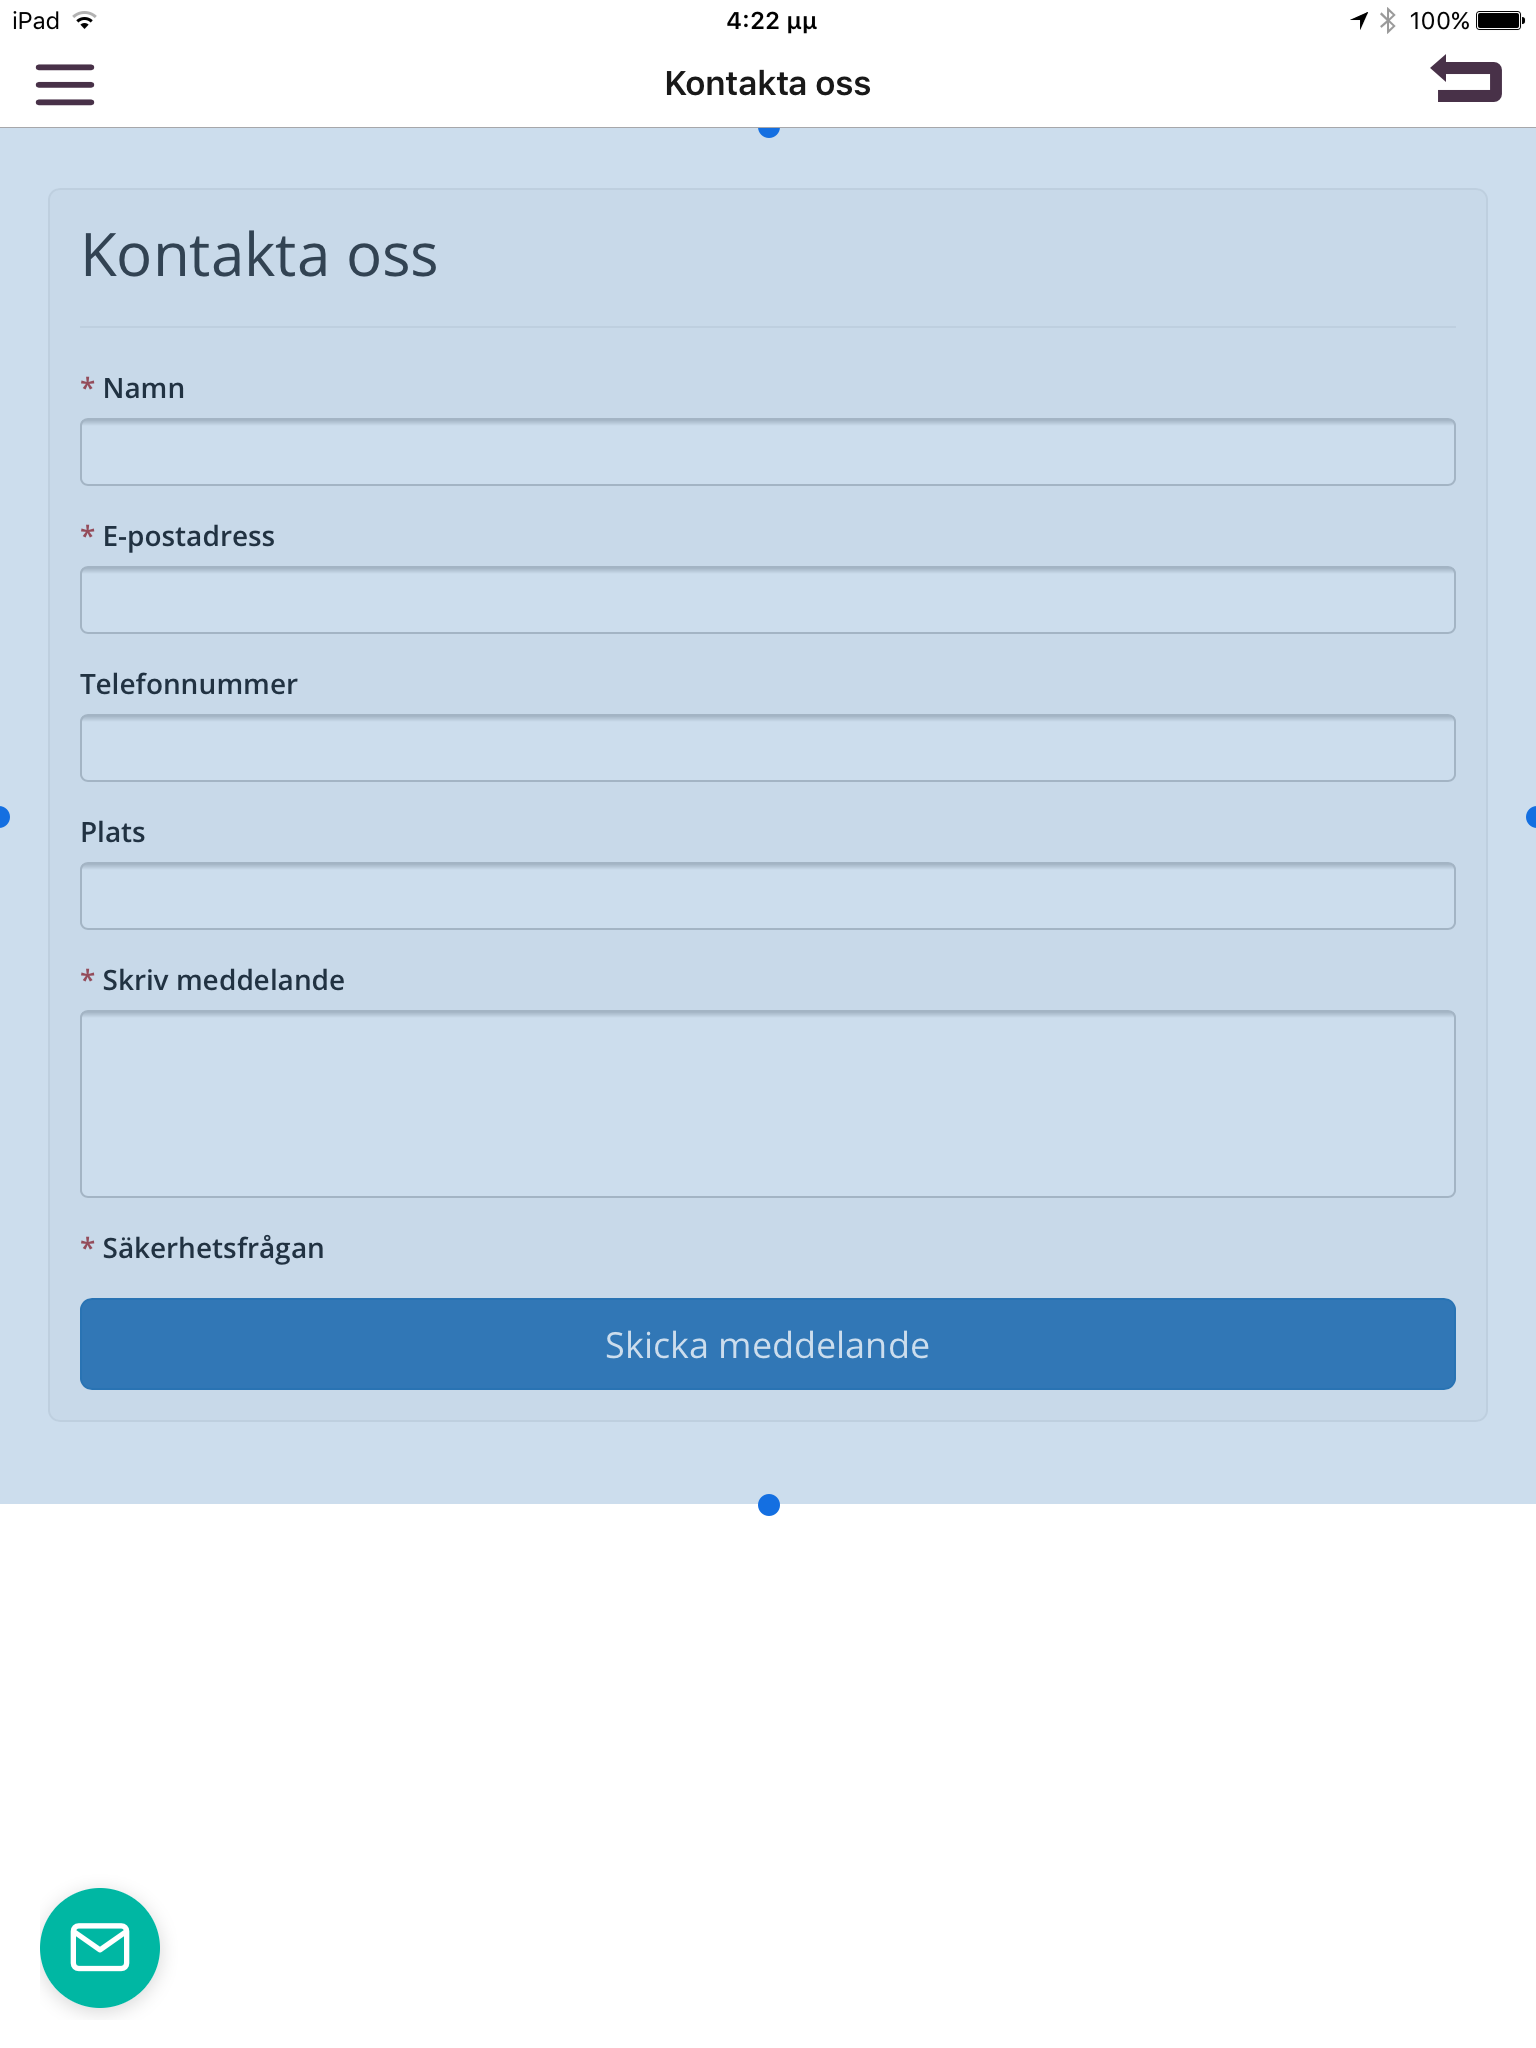 iPad 4:22 μμ 100%
Kontakta oss
Kontakta oss
* Namn
* E-postadress
Telefonnummer
Plats
* Skriv meddelande
* Säkerhetsfrågan
Skicka meddelande